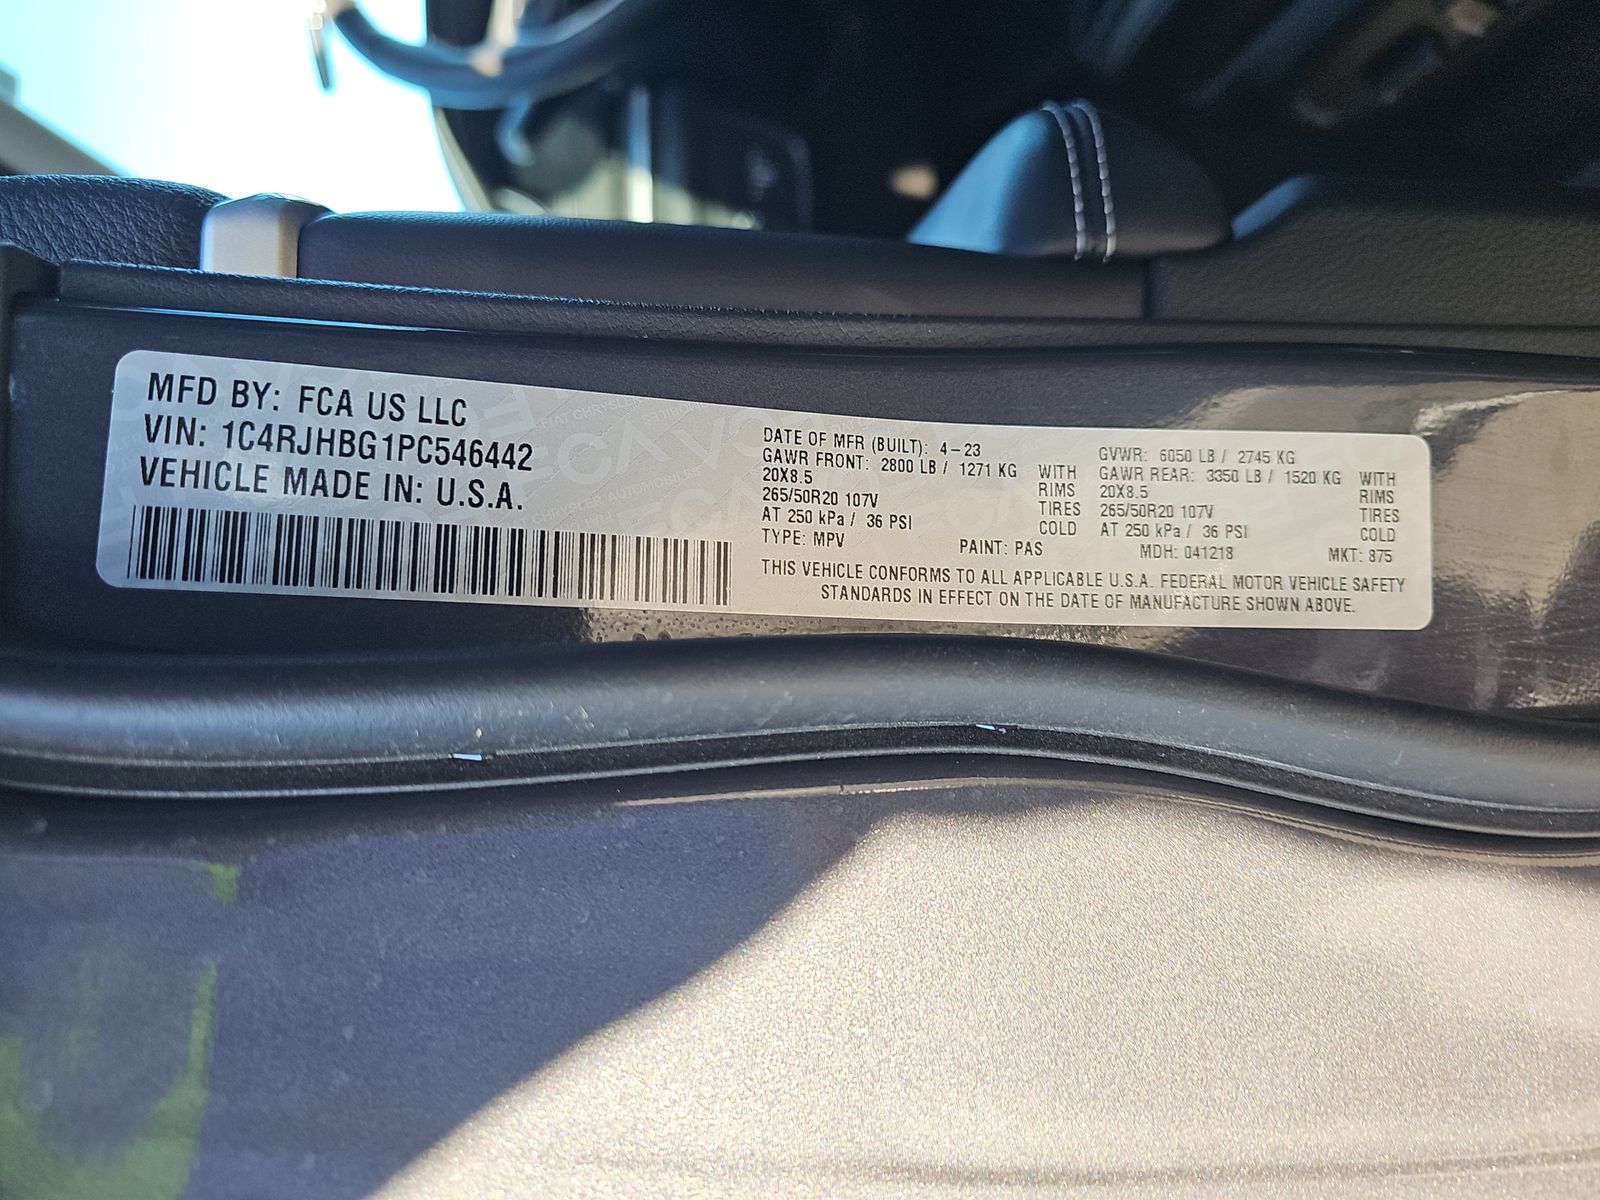 MFD BY: FCA US LLC
VIN: 1C4RJHBG1PC546442
VEHICLE MADE IN: U.S.A.
DATE OF MFR (BUILT): 4-23
GAWR FRONT: 2800 LB / 1271 KG WITH
20X8.5 RIMS
265/50R20 107V TIRES
AT 250 kPa / 36 PSI COLD
TYPE: MPV PAINT: PAS
GVWR: 6050 LB / 2745 KG
GAWR REAR: 3350 LB / 1520 KG WITH
20X8.5 RIMS
265/50R20 107V TIRES
AT 250 kPa / 36 PSI COLD
MDH: 041218 MKT: 875
THIS VEHICLE CONFORMS TO ALL APPLICABLE U.S.A. FEDERAL MOTOR VEHICLE SAFETY
STANDARDS IN EFFECT ON THE DATE OF MANUFACTURE SHOWN ABOVE.